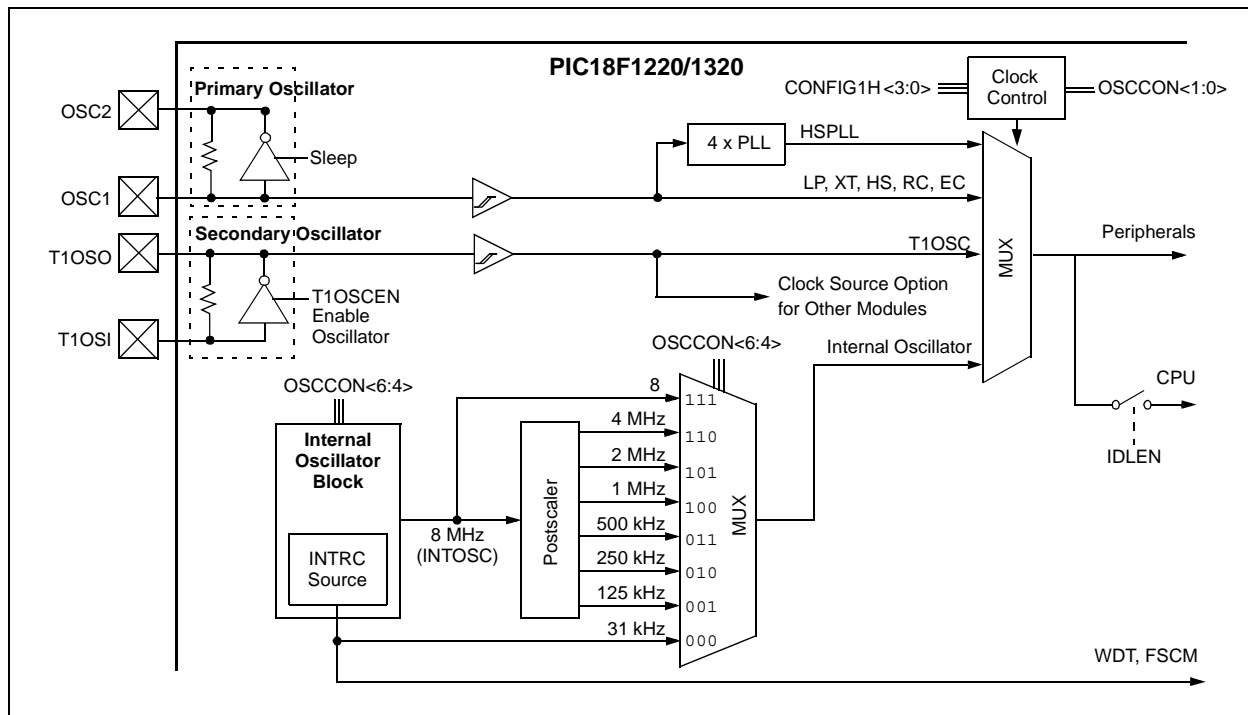 PIC18F1220/1320
Primary Oscillator
OSC2
Sleep
OSC1
Secondary Oscillator
T1OSO
T1OSCEN
Enable
Oscillator
T1OSI
CONFIG1H <3:0>
Clock
Control
OSCCON<1:0>
4 x PLL
HSPLL
LP, XT, HS, RC, EC
T1OSC
Clock Source Option
for Other Modules
MUX
Peripherals
Internal Oscillator
CPU
IDLEN
OSCCON<6:4>
OSCCON<6:4>
Internal
Oscillator
Block
INTRC
Source
8 MHz
(INTOSC)
Postscaler
8
111
4 MHz
110
2 MHz
101
1 MHz
100
500 kHz
011
250 kHz
010
125 kHz
001
31 kHz
000
MUX
WDT, FSCM